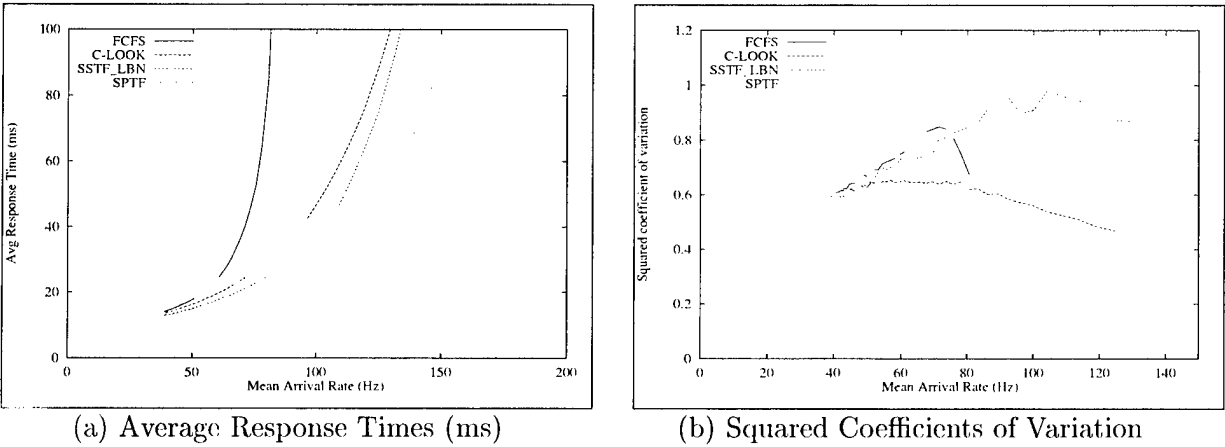 100
80
60
40
20
0
Avg Response Time (ms)
FCFS
C-LOOK
SSTF_LBN
SPTF
0
50
100
150
200
Mean Arrival Rate (Hz)
(a) Average Response Times (ms)
1.2
1
0.8
0.6
0.4
0.2
0
Squared coefficient of variation
FCFS
C-LOOK
SSTF_LBN
SPTF
0
20
40
60
80
100
120
140
Mean Arrival Rate (Hz)
(b) Squared Coefficients of Variation